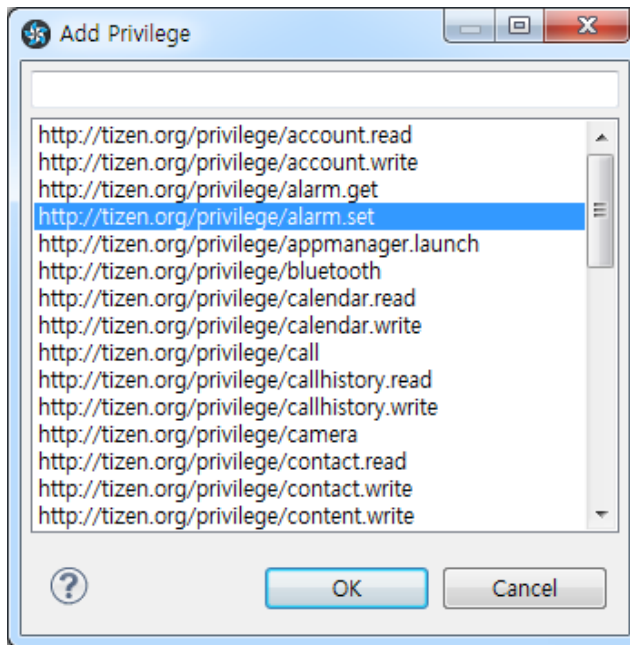 Add Privilege
http://tizen.org/privilege/account.read
http://tizen.org/privilege/account.write
http://tizen.org/privilege/alarm.get
http://tizen.org/privilege/alarm.set
http://tizen.org/privilege/appmanager.launch
http://tizen.org/privilege/bluetooth
http://tizen.org/privilege/calendar.read
http://tizen.org/privilege/calendar.write
http://tizen.org/privilege/call
http://tizen.org/privilege/callhistory.read
http://tizen.org/privilege/callhistory.write
http://tizen.org/privilege/camera
http://tizen.org/privilege/contact.read
http://tizen.org/privilege/contact.write
http://tizen.org/privilege/content.write
? OK Cancel